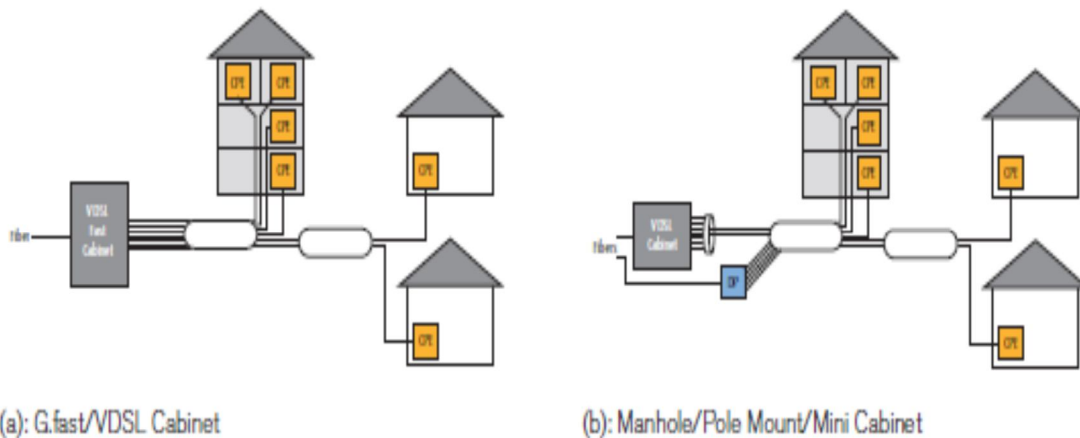 CPE CPE
CPE
CPE
CPE
VDSL
Fast
Cabinet
Fiber
CPE
(a): G.fast/VDSL Cabinet
CPE CPE
CPE
CPE
CPE
VDSL
Cabinet
Fibers
DP
CPE
(b): Manhole/Pole Mount/Mini Cabinet